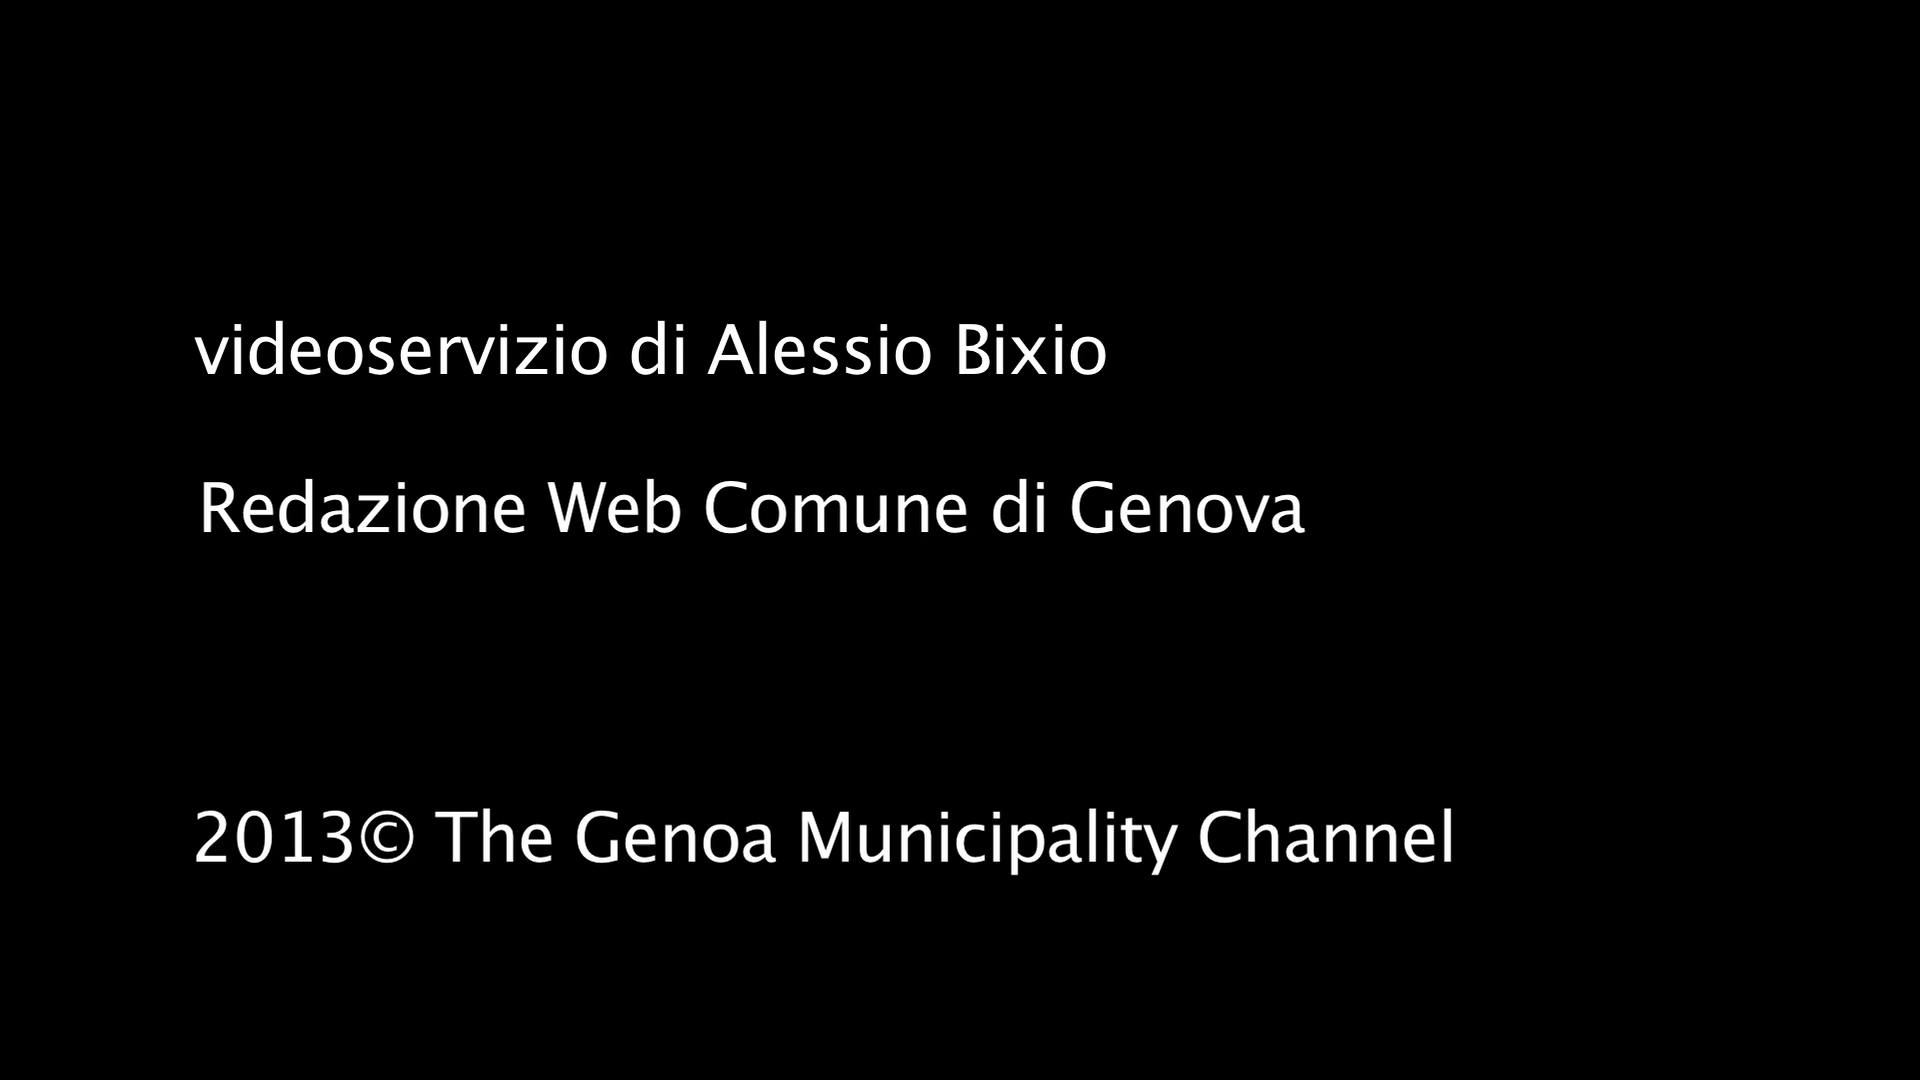 videoservizio di Alessio Bixio
Redazione Web Comune di Genova
2013© The Genoa Municipality Channel